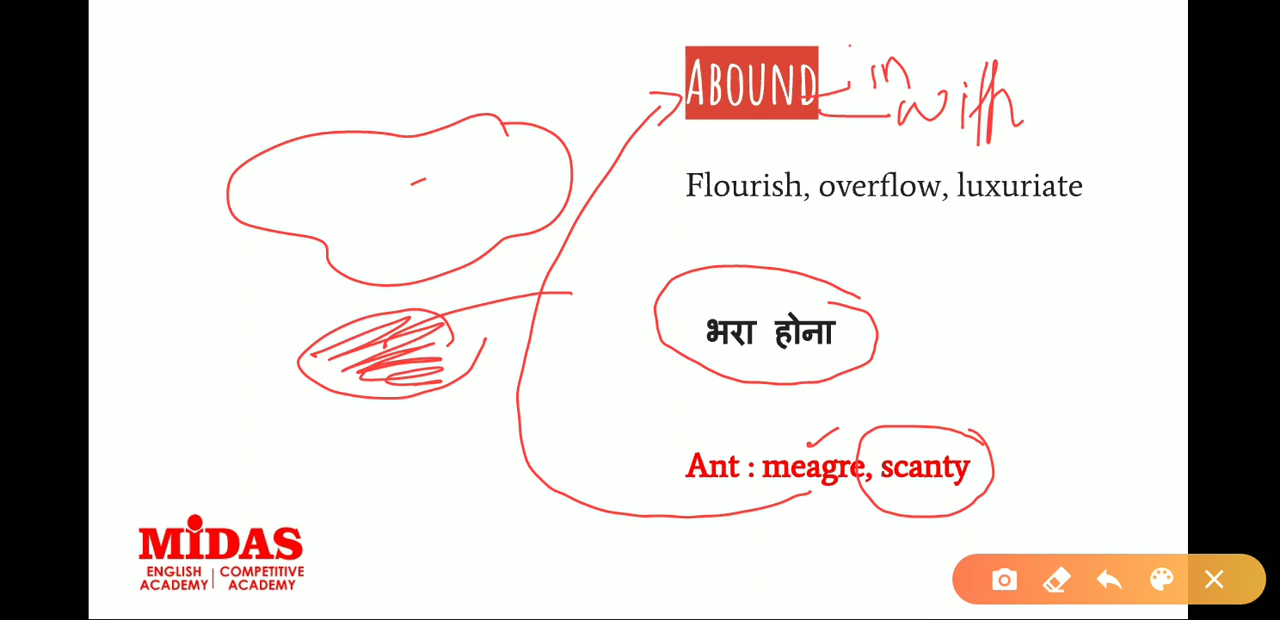 ABOUND in
with
Flourish, overflow, luxuriate
भरा होना
Ant : meagre, scanty
MiDAS
ENGLISH ACADEMY | COMPETITIVE ACADEMY